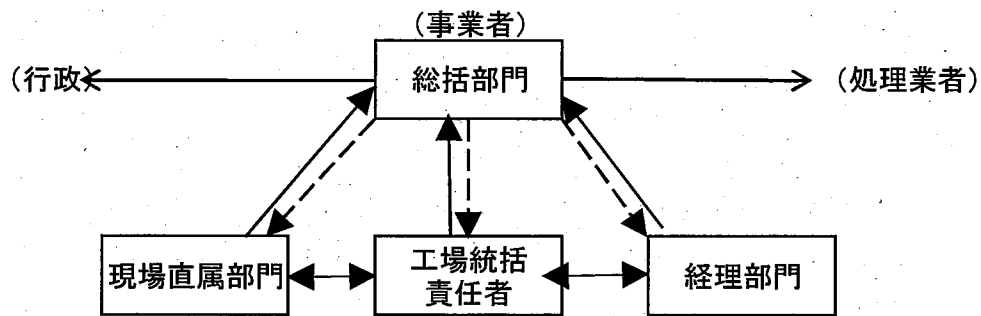 (事業者)
(行政)
総括部門
(処理業者)
現場直属部門
工場統括
責任者
経理部門